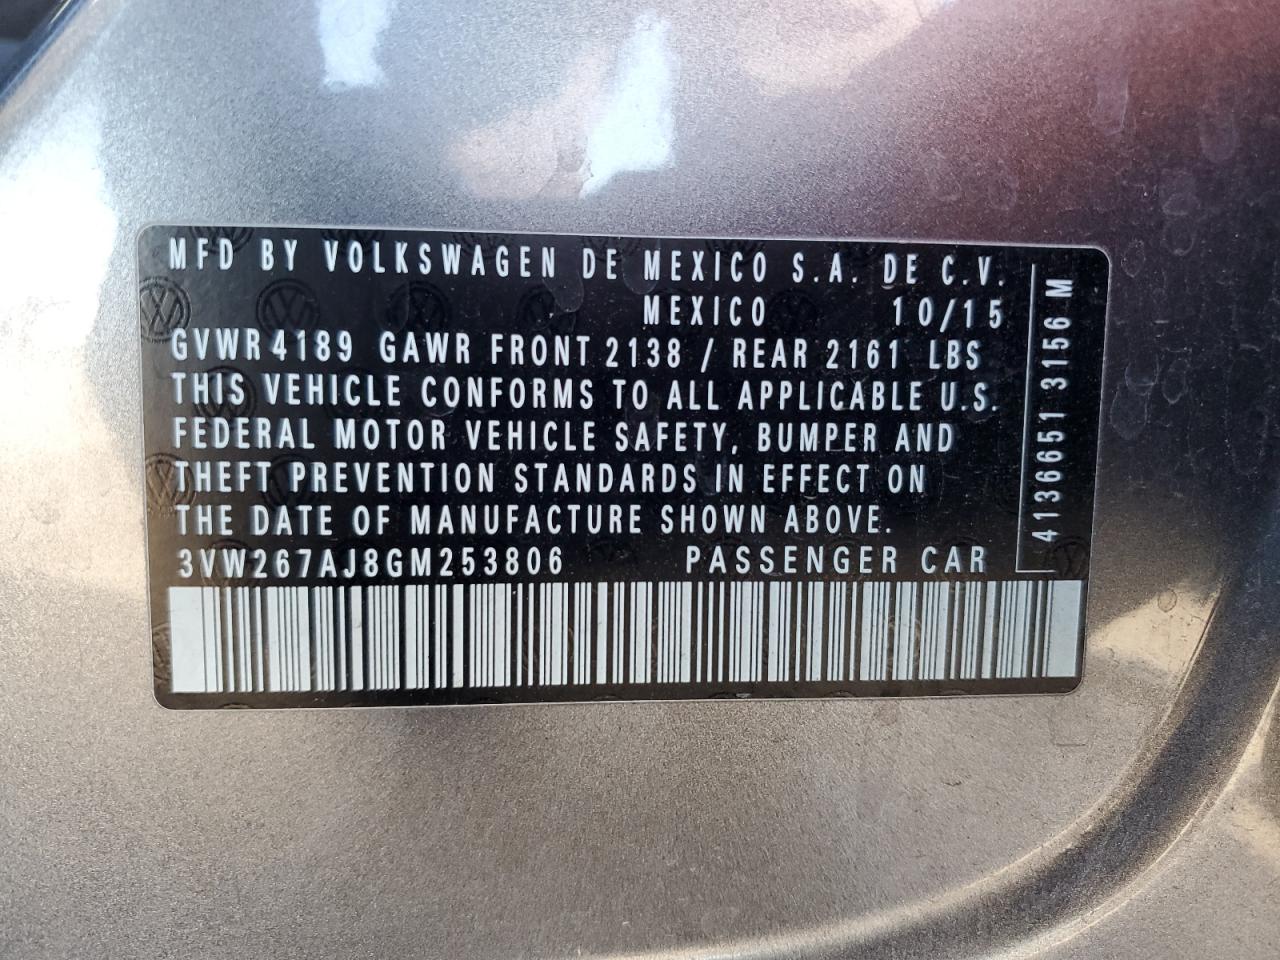 MFD BY VOLKSWAGEN DE MEXICO S.A. DE C.V.
MEXICO 10/15
GVWR 4189 GAWR FRONT 2138 / REAR 2161 LBS
THIS VEHICLE CONFORMS TO ALL APPLICABLE U.S.
FEDERAL MOTOR VEHICLE SAFETY, BUMPER AND
THEFT PREVENTION STANDARDS IN EFFECT ON
THE DATE OF MANUFACTURE SHOWN ABOVE.
3VW267AJ8GM253806 PASSENGER CAR
4136651 3156 M